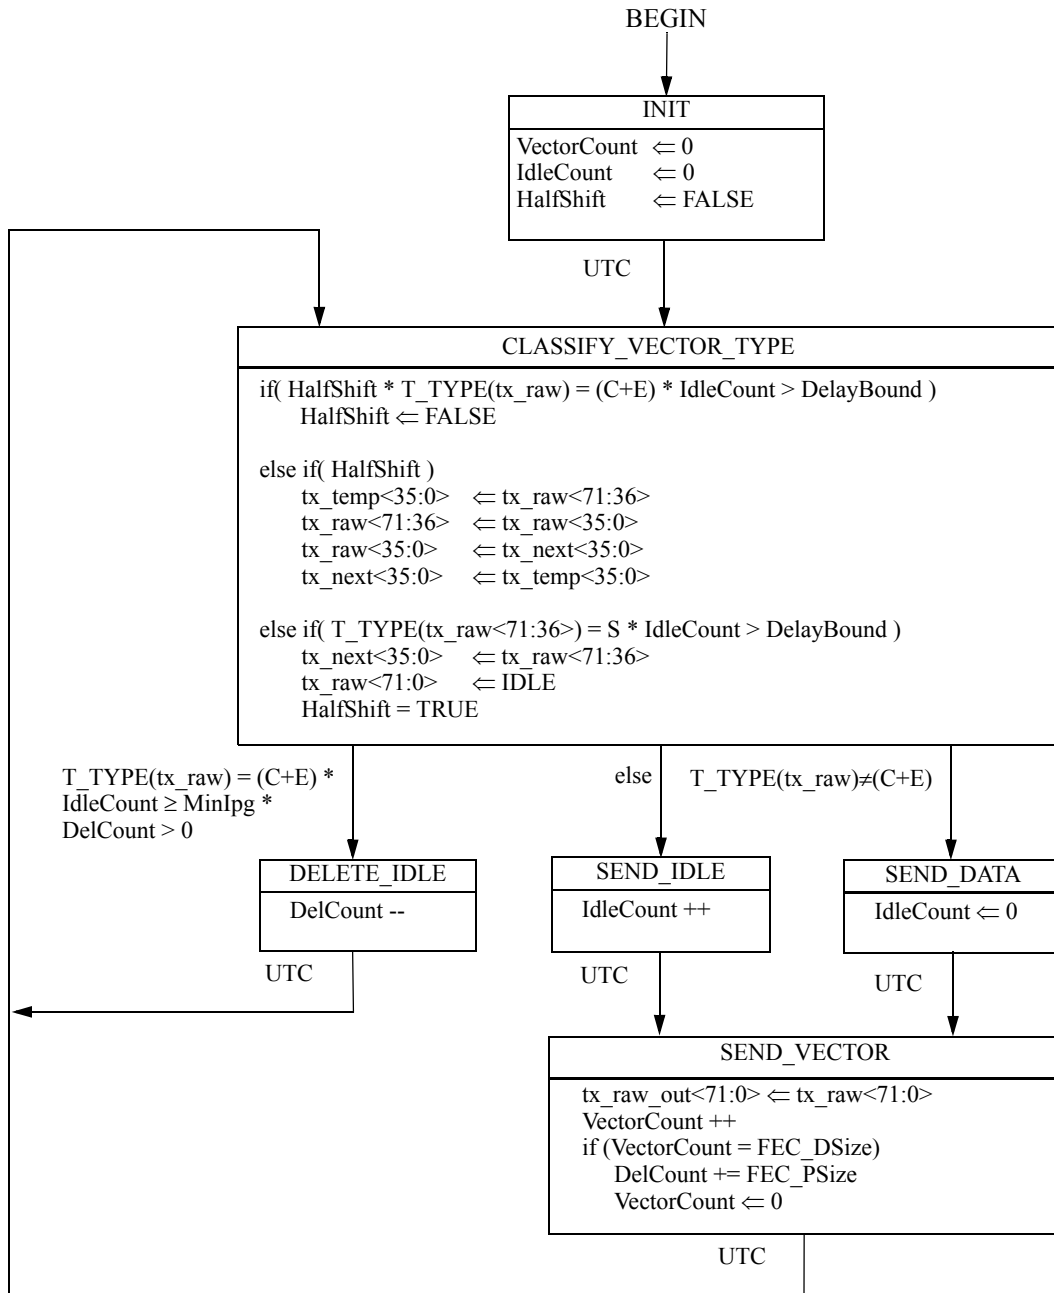 BEGIN
INIT
VectorCount ⇐ 0
IdleCount ⇐ 0
HalfShift ⇐ FALSE
UTC
CLASSIFY_VECTOR_TYPE
if( HalfShift * T_TYPE(tx_raw) = (C+E) * IdleCount > DelayBound )
HalfShift ⇐ FALSE
else if( HalfShift )
tx_temp<35:0> ⇐ tx_raw<71:36>
tx_raw<71:36> ⇐ tx_raw<35:0>
tx_raw<35:0> ⇐ tx_next<35:0>
tx_next<35:0> ⇐ tx_temp<35:0>
else if( T_TYPE(tx_raw<71:36>) = S * IdleCount > DelayBound )
tx_next<35:0> ⇐ tx_raw<71:36>
tx_raw<71:0> ⇐ IDLE
HalfShift = TRUE
T_TYPE(tx_raw) = (C+E) *
IdleCount ≥ MinIpg *
DelCount > 0
else
T_TYPE(tx_raw)≠(C+E)
DELETE_IDLE
DelCount --
UTC
SEND_IDLE
IdleCount ++
UTC
SEND_DATA
IdleCount ⇐ 0
UTC
SEND_VECTOR
tx_raw_out<71:0> ⇐ tx_raw<71:0>
VectorCount ++
if (VectorCount = FEC_DSize)
DelCount += FEC_PSize
VectorCount ⇐ 0
UTC